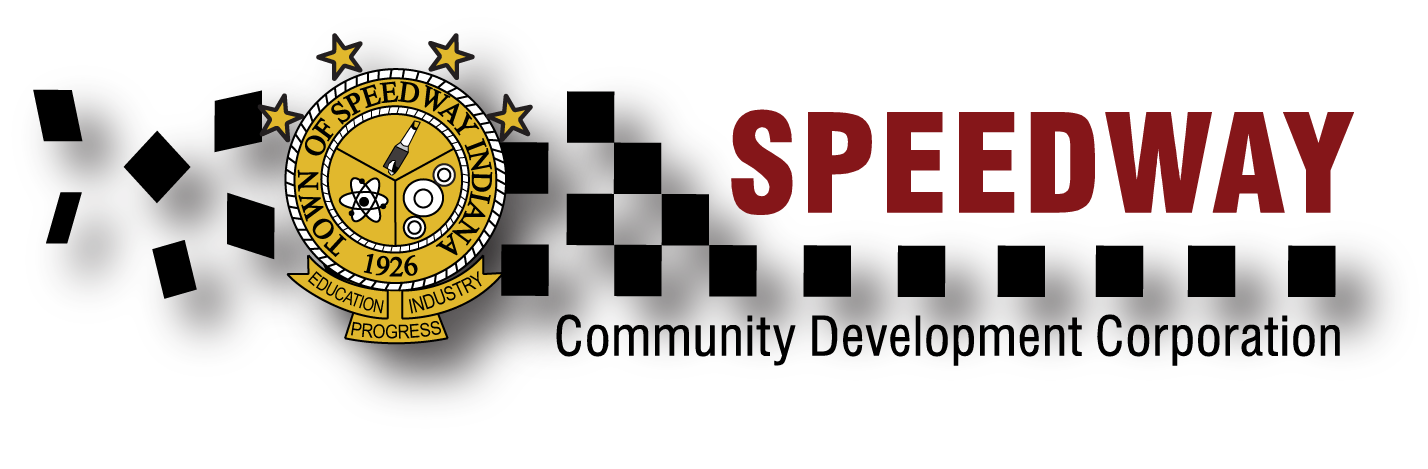 TOWN OF SPEEDWAY INDIANA
1926
EDUCATION
INDUSTRY
PROGRESS
SPEEDWAY
Community Development Corporation